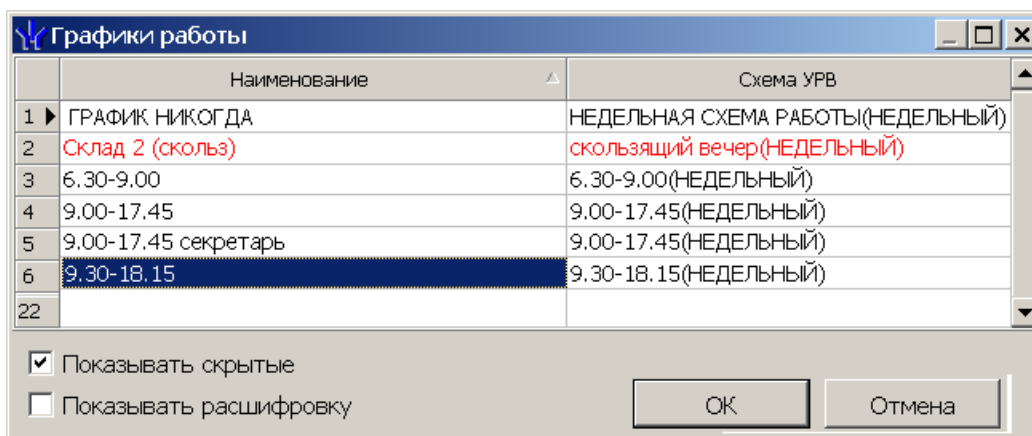 Графики работы
Наименование Схема УРВ
1 ГРАФИК НИКОГДА НЕДЕЛЬНАЯ СХЕМА РАБОТЫ(НЕДЕЛЬНЫЙ)
2 Склад 2 (скольз) скользящий вечер(НЕДЕЛЬНЫЙ)
3 6.30-9.00 6.30-9.00(НЕДЕЛЬНЫЙ)
4 9.00-17.45 9.00-17.45(НЕДЕЛЬНЫЙ)
5 9.00-17.45 секретарь 9.00-17.45(НЕДЕЛЬНЫЙ)
6 9.30-18.15 9.30-18.15(НЕДЕЛЬНЫЙ)
22
Показывать скрытые
Показывать расшифровку
ОК Отмена